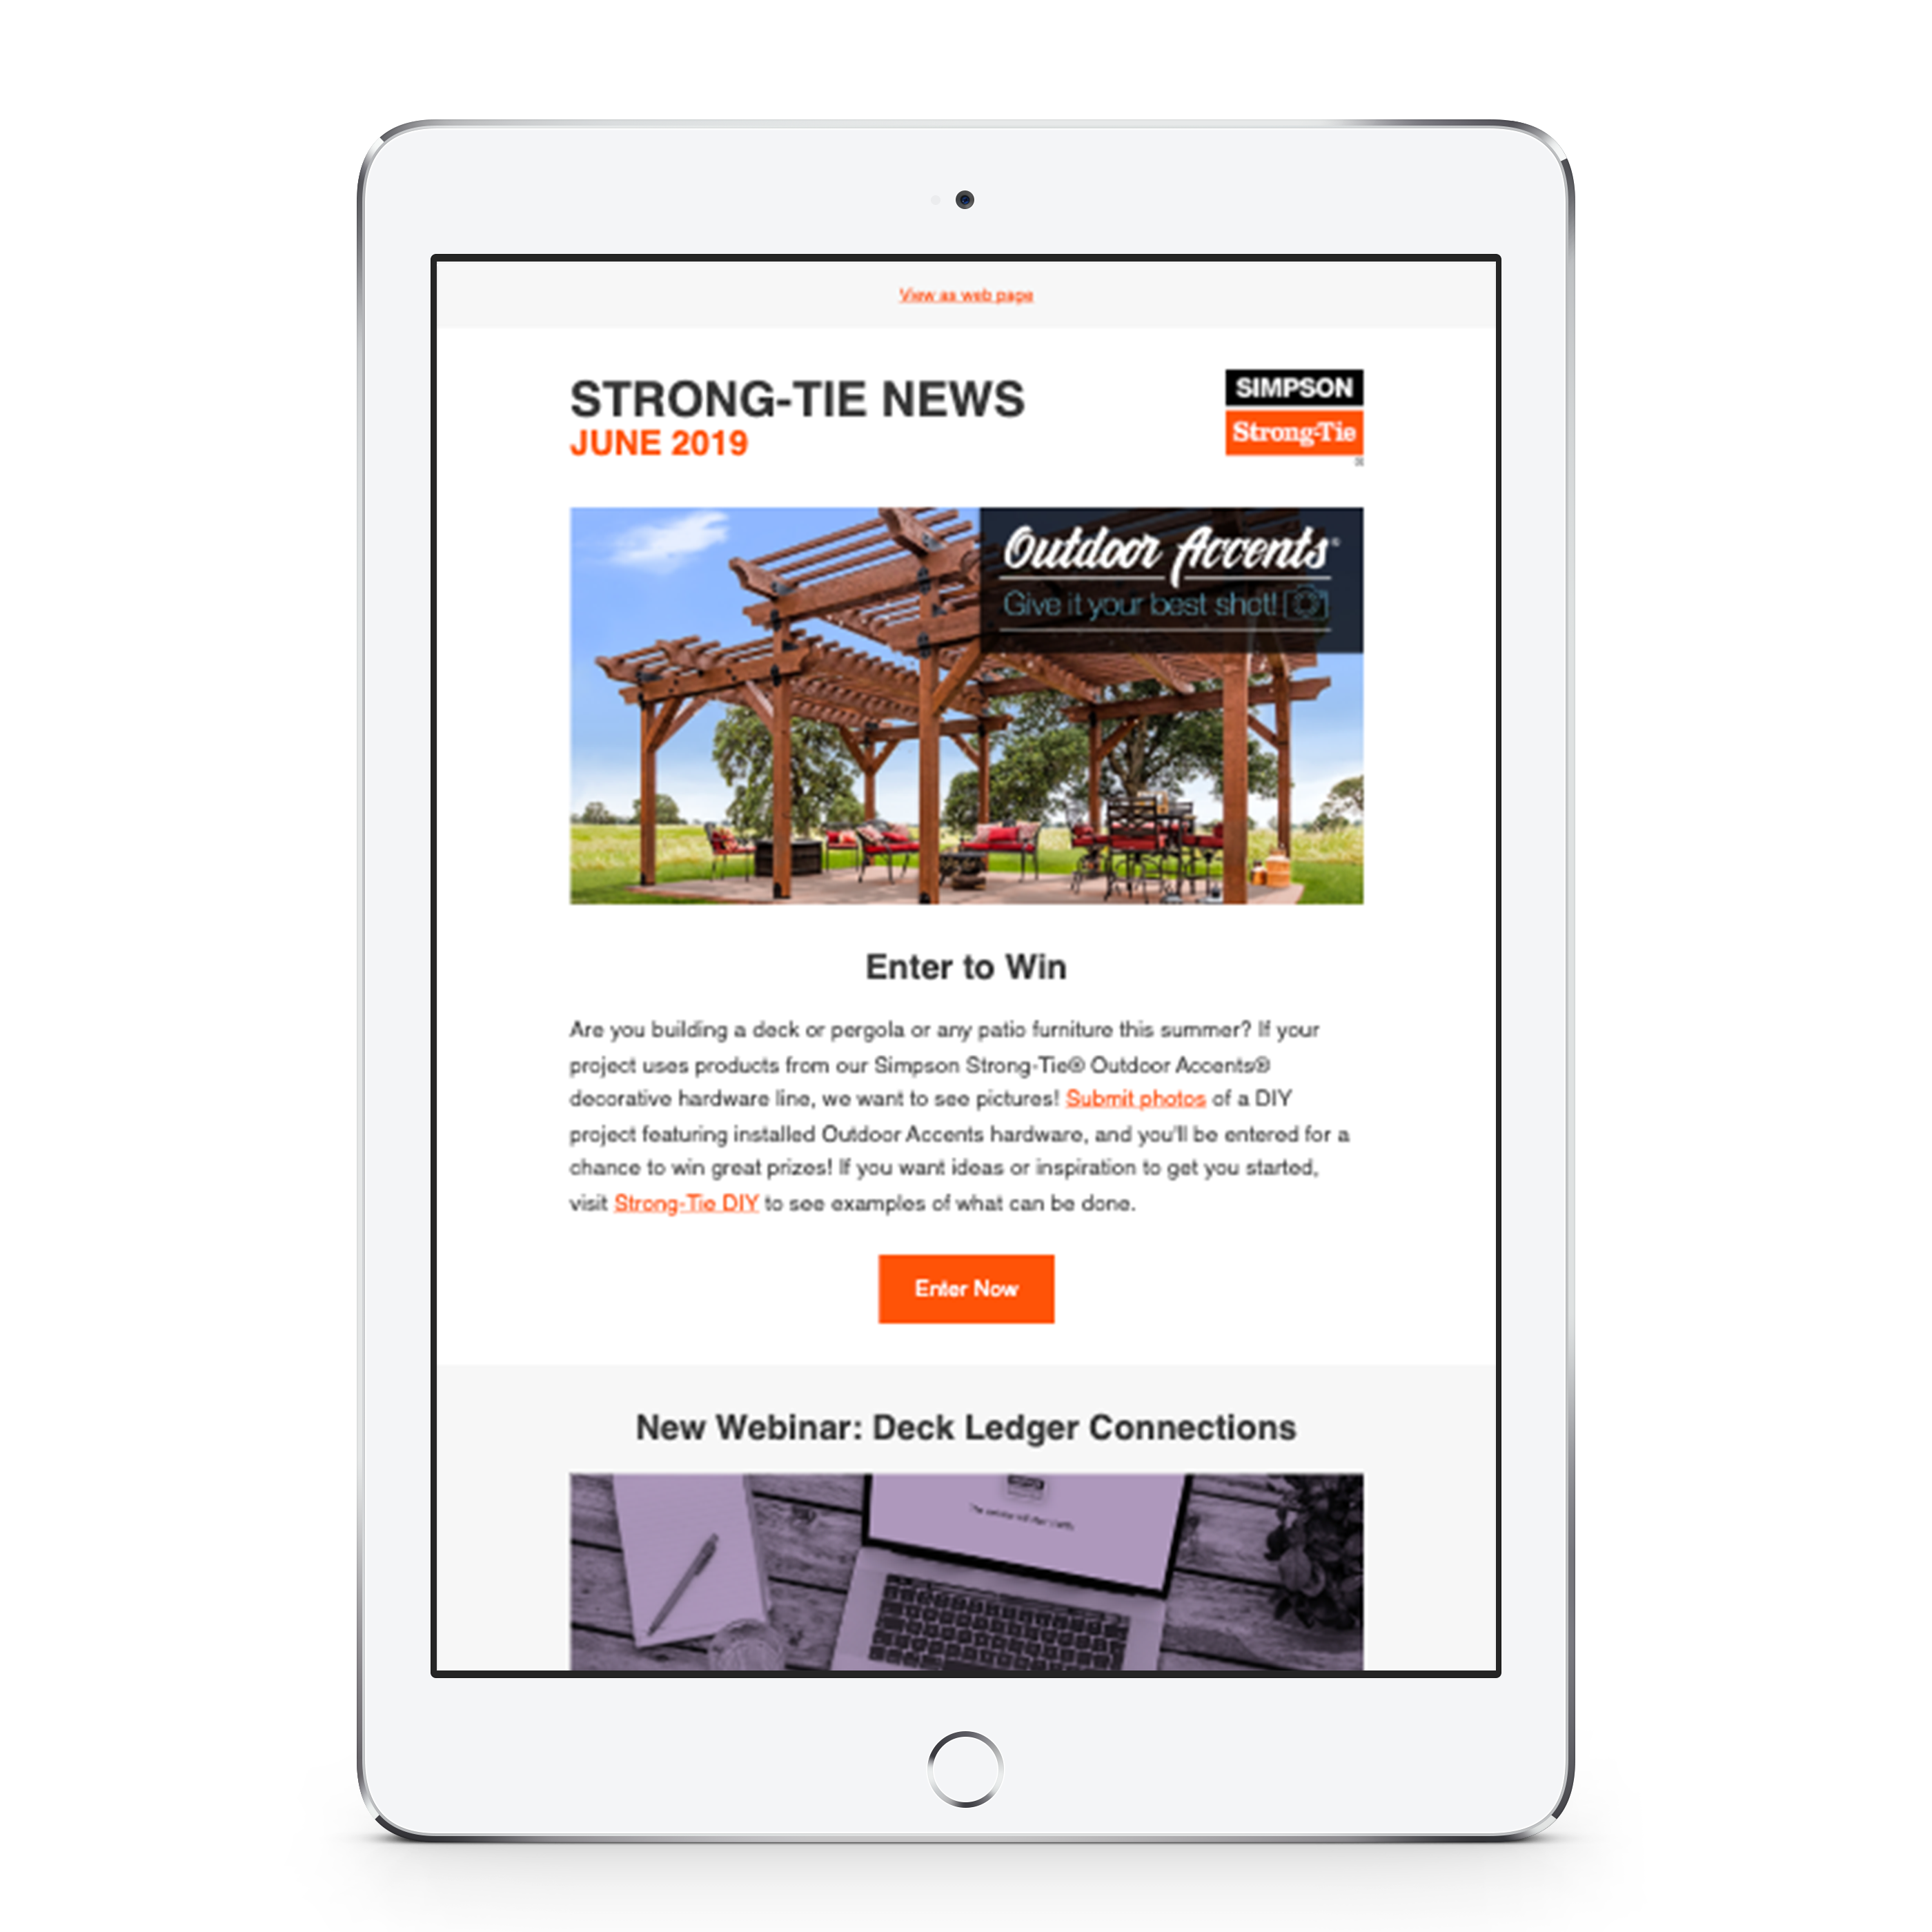 View as web page
STRONG-TIE NEWS
JUNE 2019
SIMPSON
Strong-Tie
Outdoor Accents®
Give it your best shot!
Enter to Win
Are you building a deck or pergola or any patio furniture this summer? If your
project uses products from our Simpson Strong-Tie® Outdoor Accents®
decorative hardware line, we want to see pictures! Submit photos of a DIY
project featuring installed Outdoor Accents hardware, and you'll be entered for a
chance to win great prizes! If you want ideas or inspiration to get you started,
visit Strong-Tie DIY to see examples of what can be done.
Enter Now
New Webinar: Deck Ledger Connections